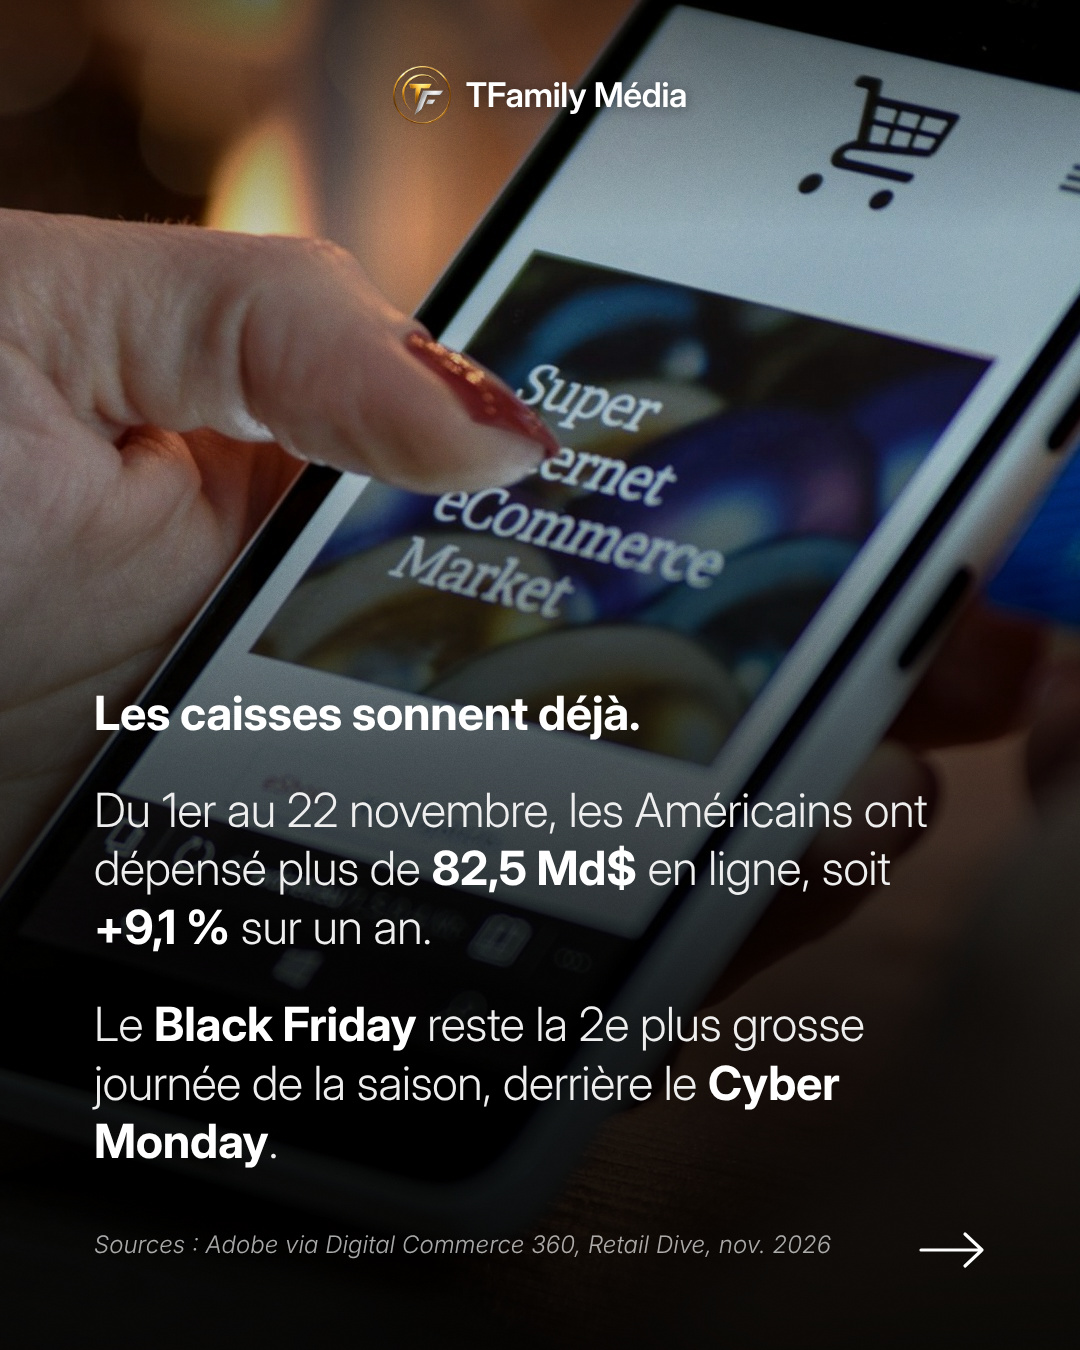 TFamily Média
Super
ernet
eCommerce
Market
Les caisses sonnent déjà.
Du 1er au 22 novembre, les Américains ont
dépensé plus de 82,5 Md$ en ligne, soit
+9,1 % sur un an.
Le Black Friday reste la 2e plus grosse
journée de la saison, derrière le Cyber
Monday.
Sources : Adobe via Digital Commerce 360, Retail Dive, nov. 2026